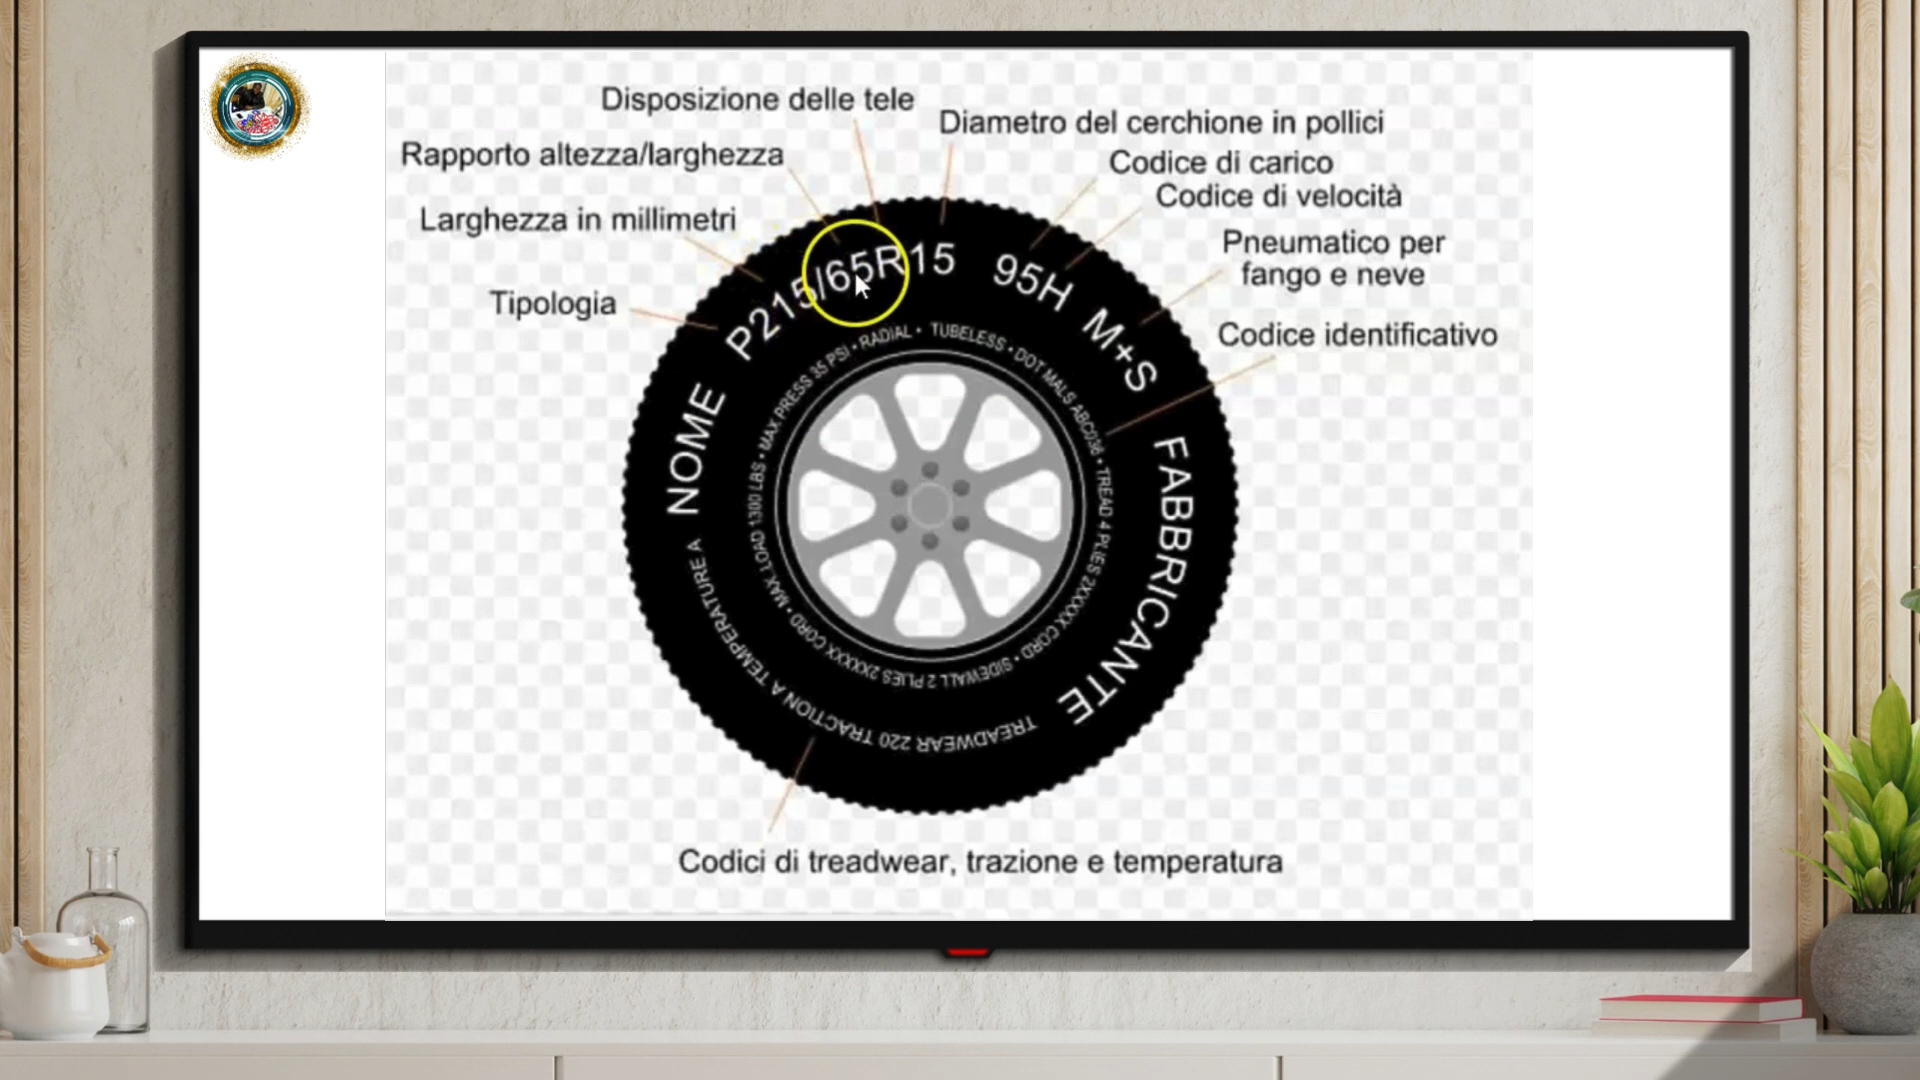 Disposizione delle tele
Diametro del cerchione in pollici
Rapporto altezza/larghezza
Codice di carico
Codice di velocità
Larghezza in millimetri
Pneumatico per
fango e neve
Tipologia
Codice identificativo
P215/65R15 95H M+S
NOME
FABBRICANTE
TREADWEAR 220 TRACTION A TEMPERATURE A
MAX LOAD 1300 LBS • MAX PRESS 35 PSI • RADIAL • TUBELESS • DOT MALS ABC036 • TREAD 4 PLIES 2XXXXX CORD • SIDEWALL 2 PLIES 2XXXXX CORD •
Codici di treadwear, trazione e temperatura